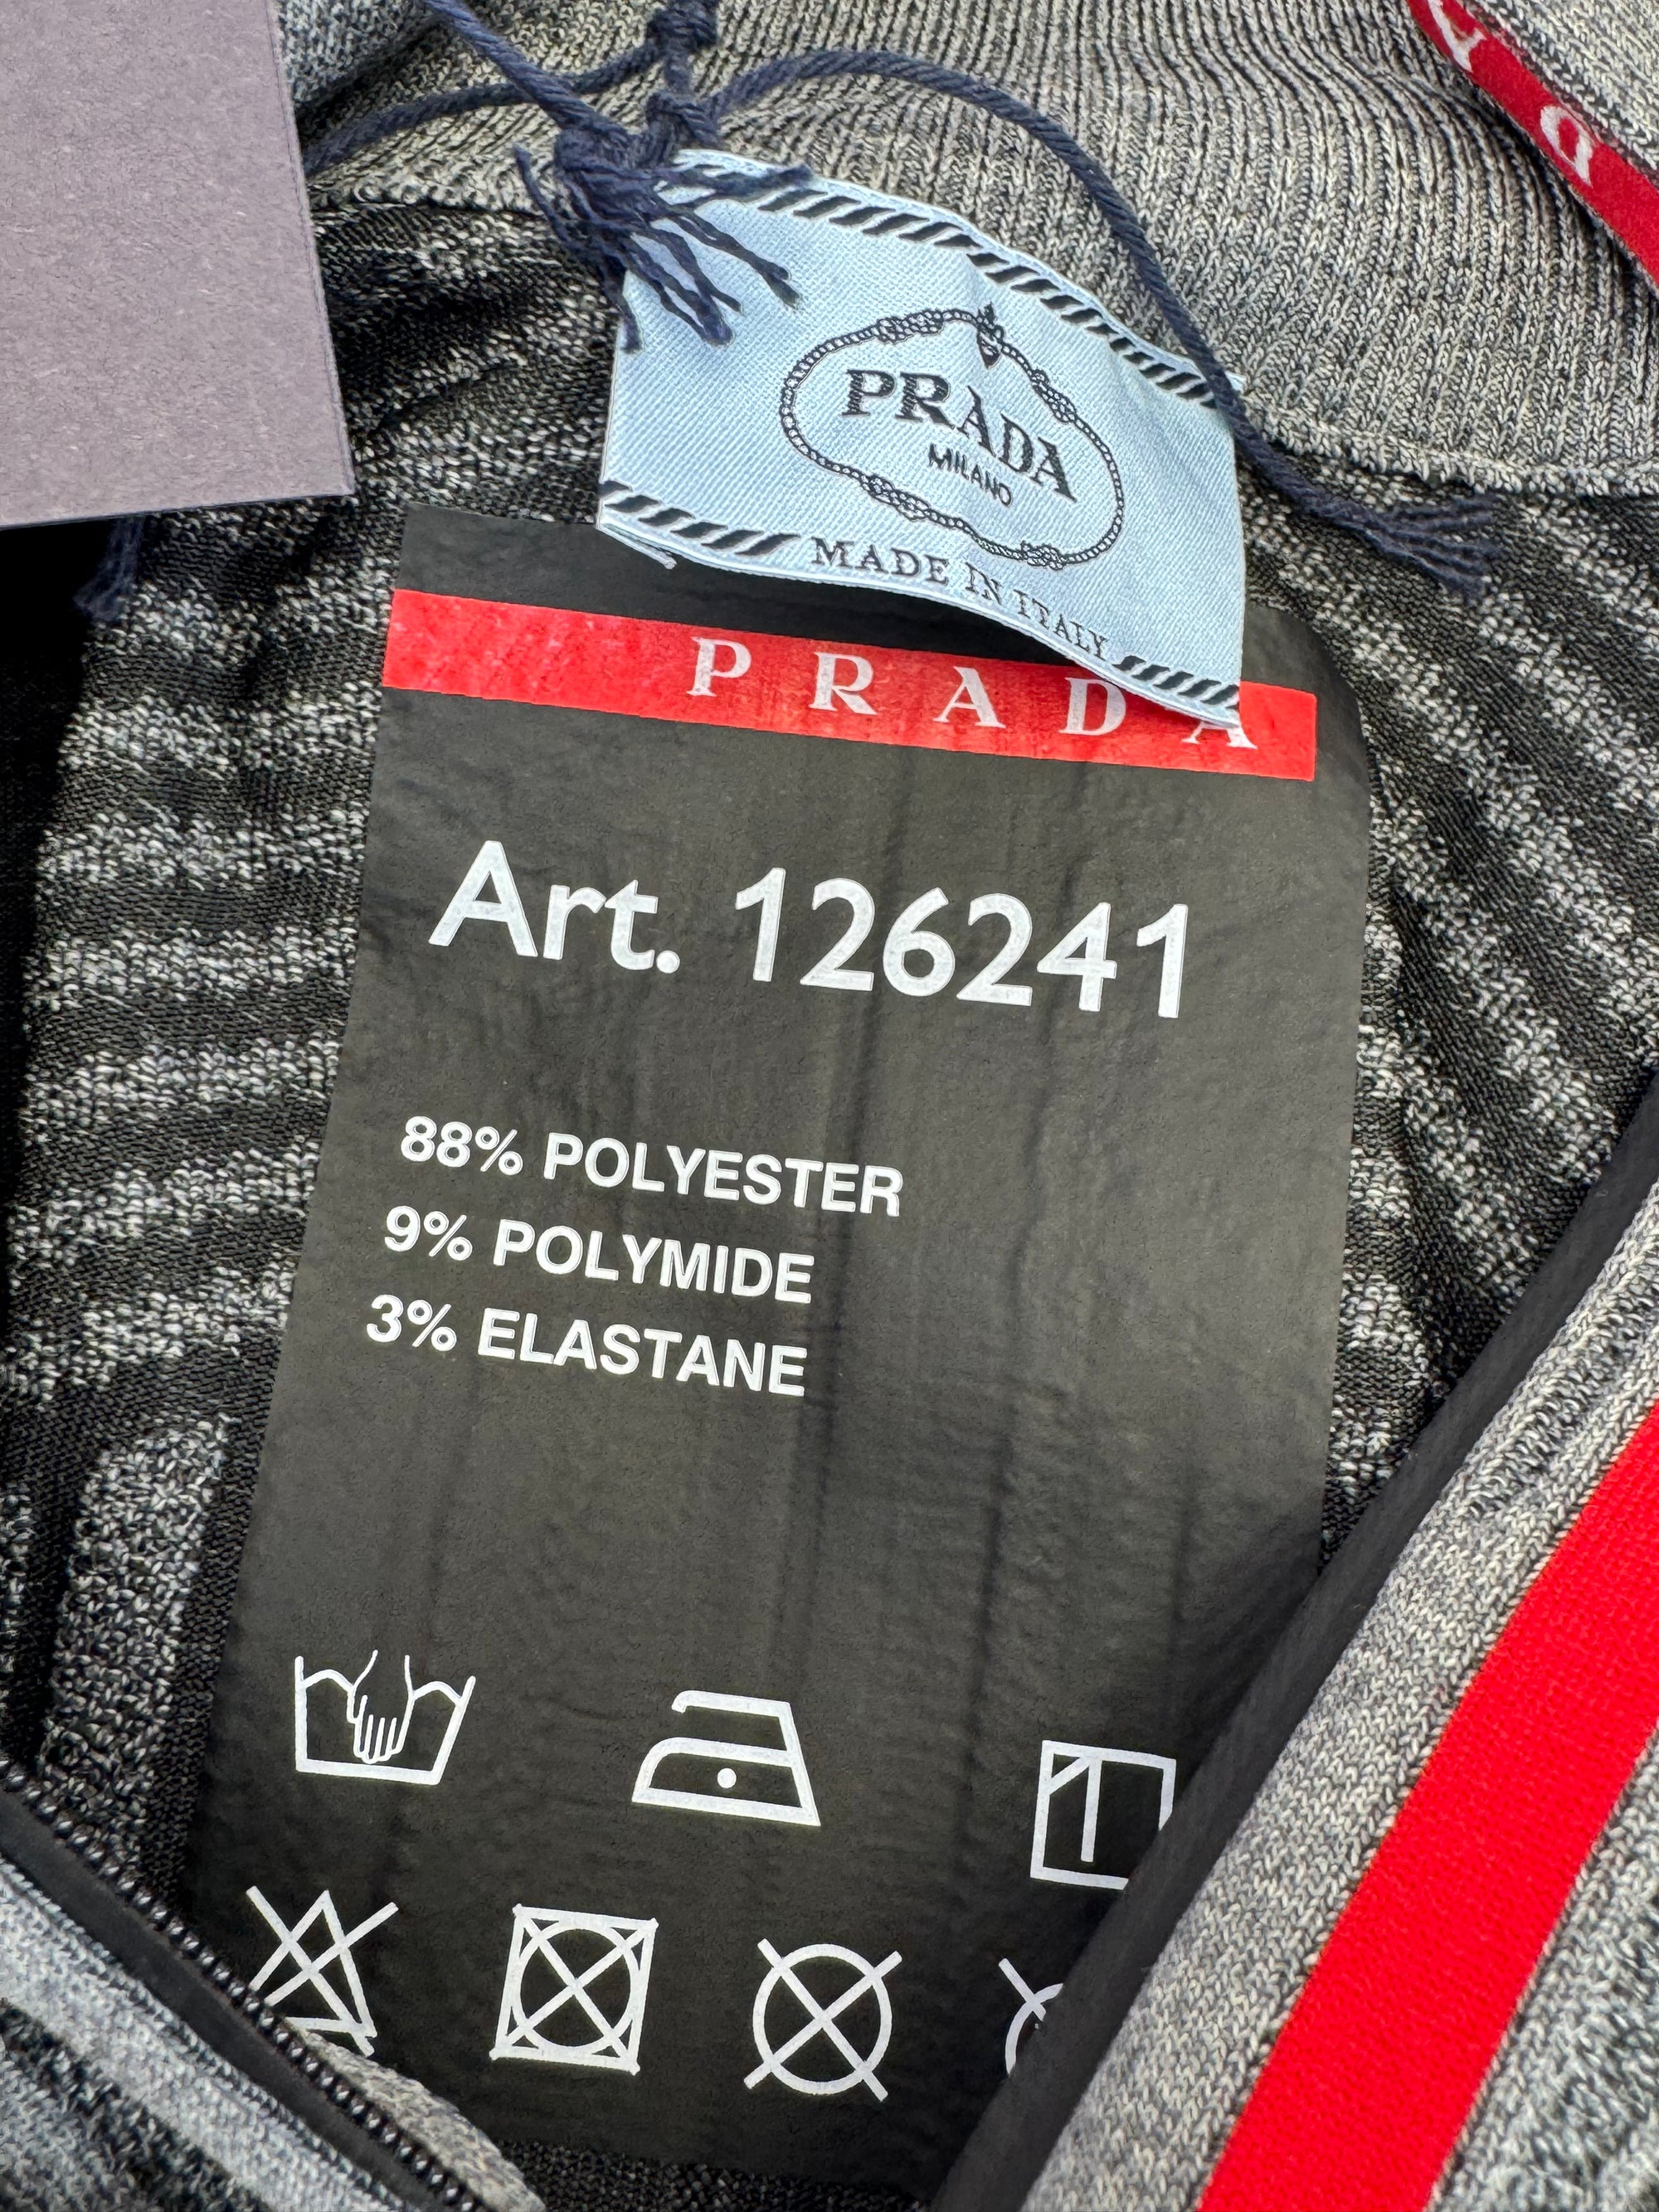 PRADA
MILANO
MADE IN ITALY
PRADA
Art. 126241
88% POLYESTER
9% POLYMIDE
3% ELASTANE